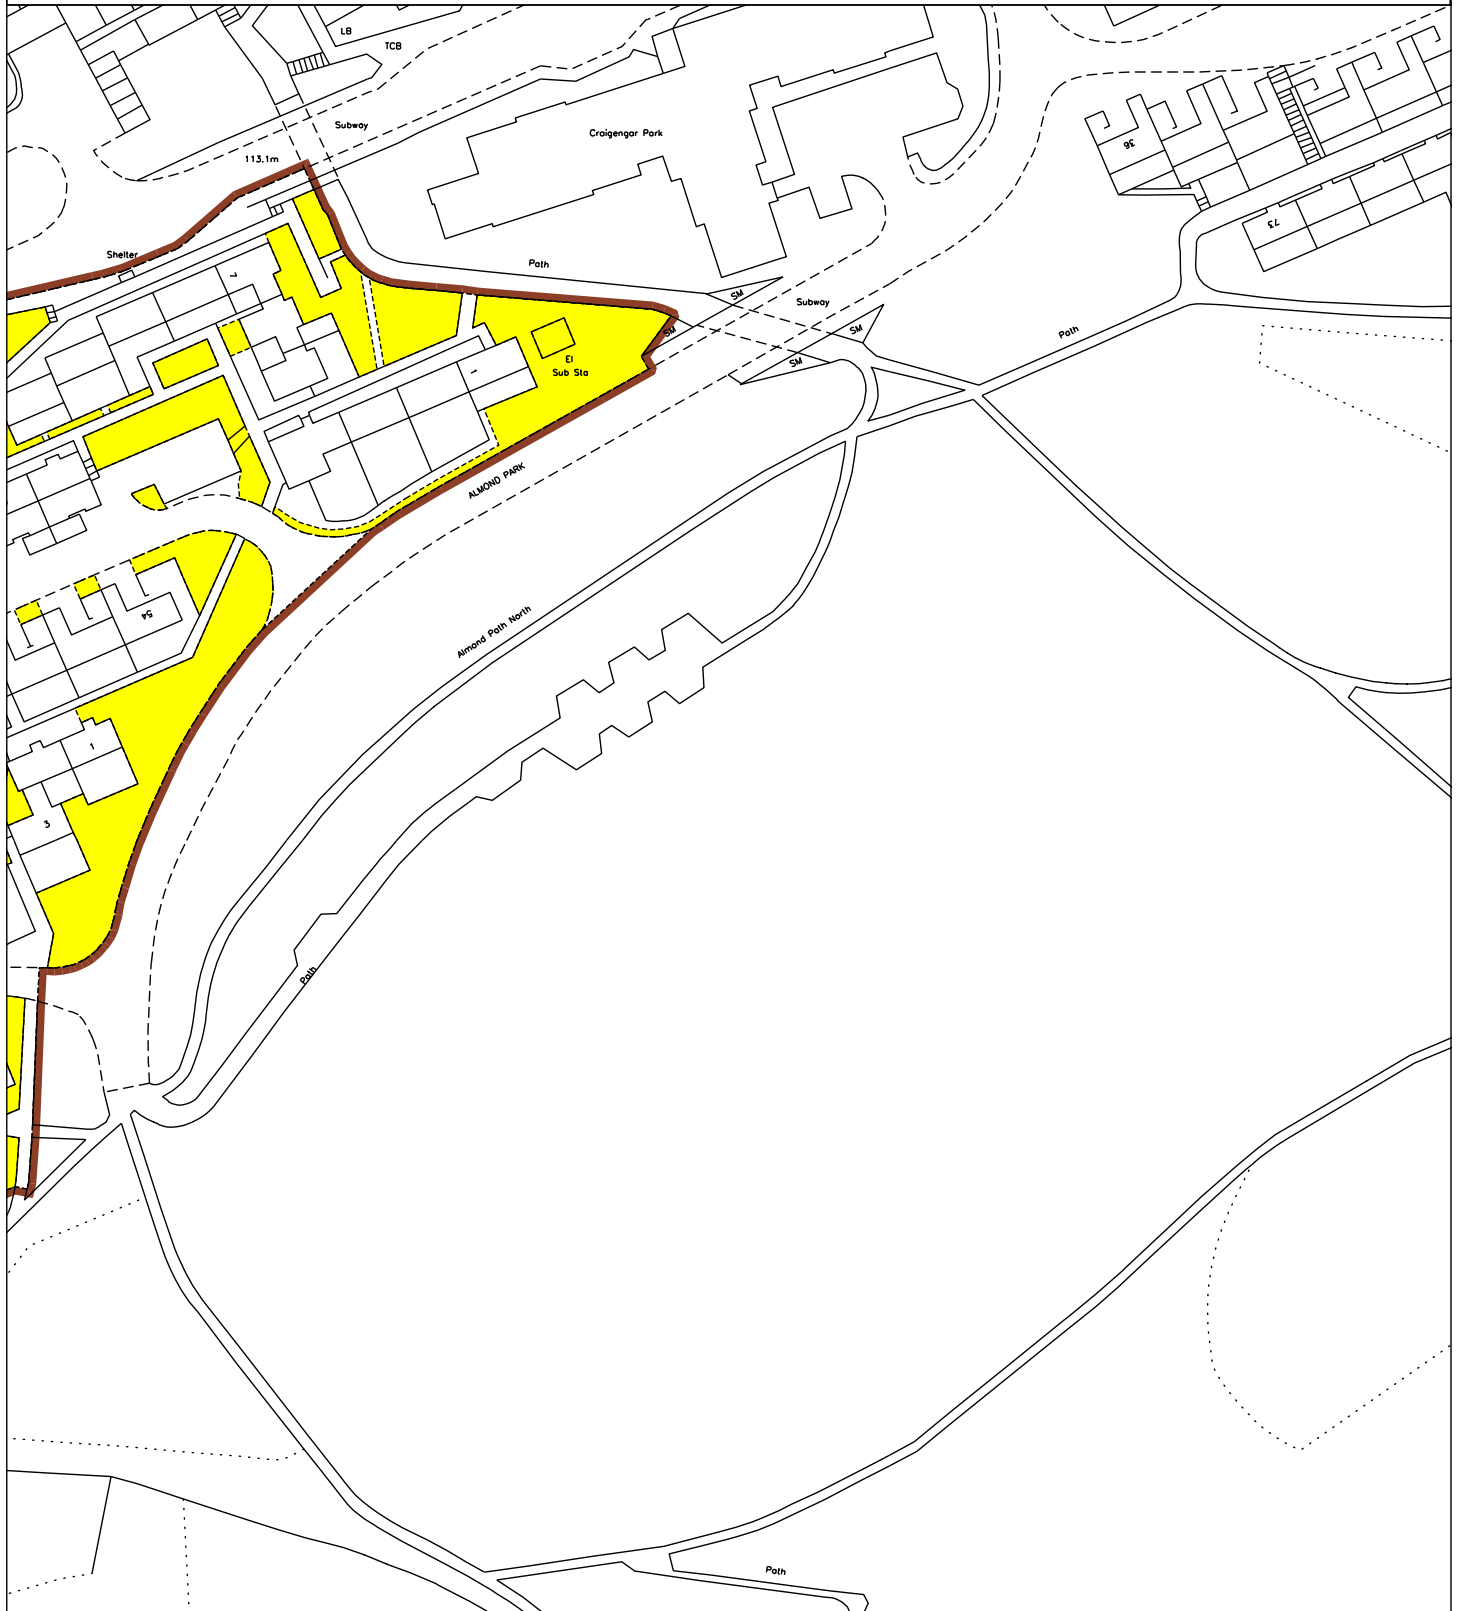 LB
TCB
Subway
Craigengar Park
113.1m
36
73
Shelter
Path
7
SM
Subway
SM
SM
Path
SM
1
El
Sub Sta
ALMOND PARK
54
Almond Path North
1
3
Path
Path